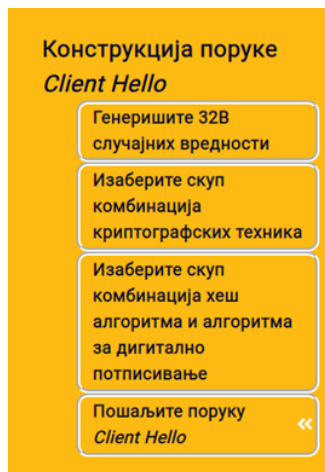 Конструкција поруке
Client Hello
Генеришите 32B
случајних вредности
Изаберите скуп
комбинација
криптографских техника
Изаберите скуп
комбинација хеш
алгоритма и алгоритма
за дигитално
потписивање
Пошаљите поруку
Client Hello